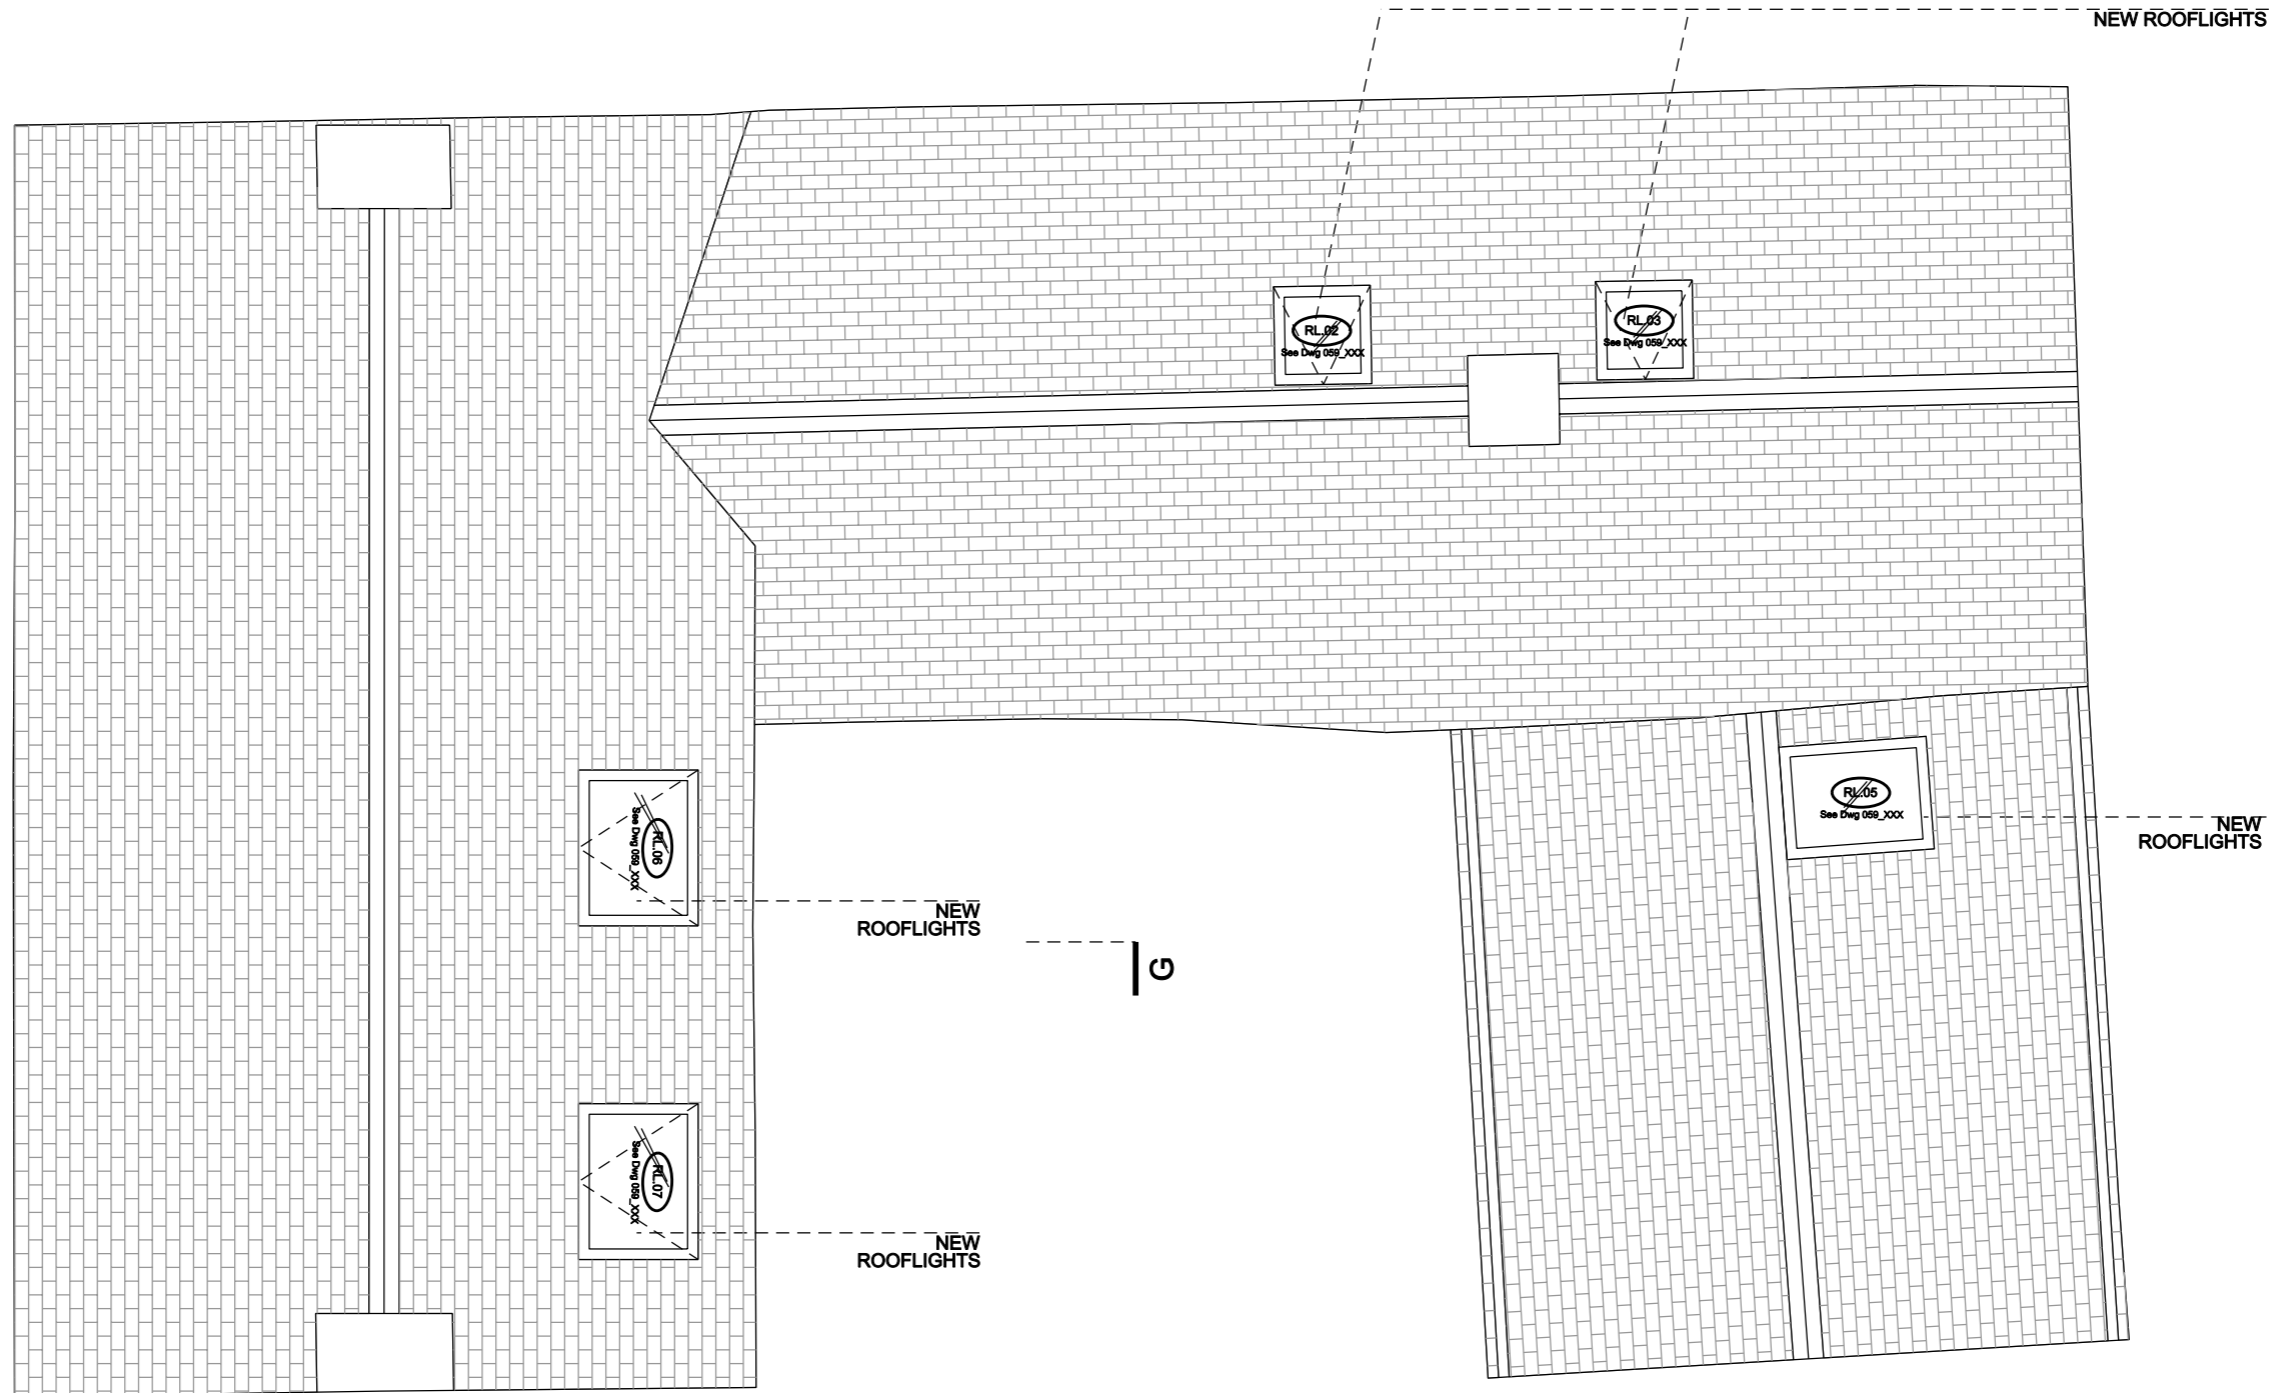 NEW ROOFLIGHTS
RL.02
See Dwg 059_XXX
RL.03
See Dwg 059_XXX
RL.05
See Dwg 059_XXX
NEW
ROOFLIGHTS
RL.06
See Dwg 059_XXX
NEW
ROOFLIGHTS
G
RL.07
See Dwg 059_XXX
NEW
ROOFLIGHTS